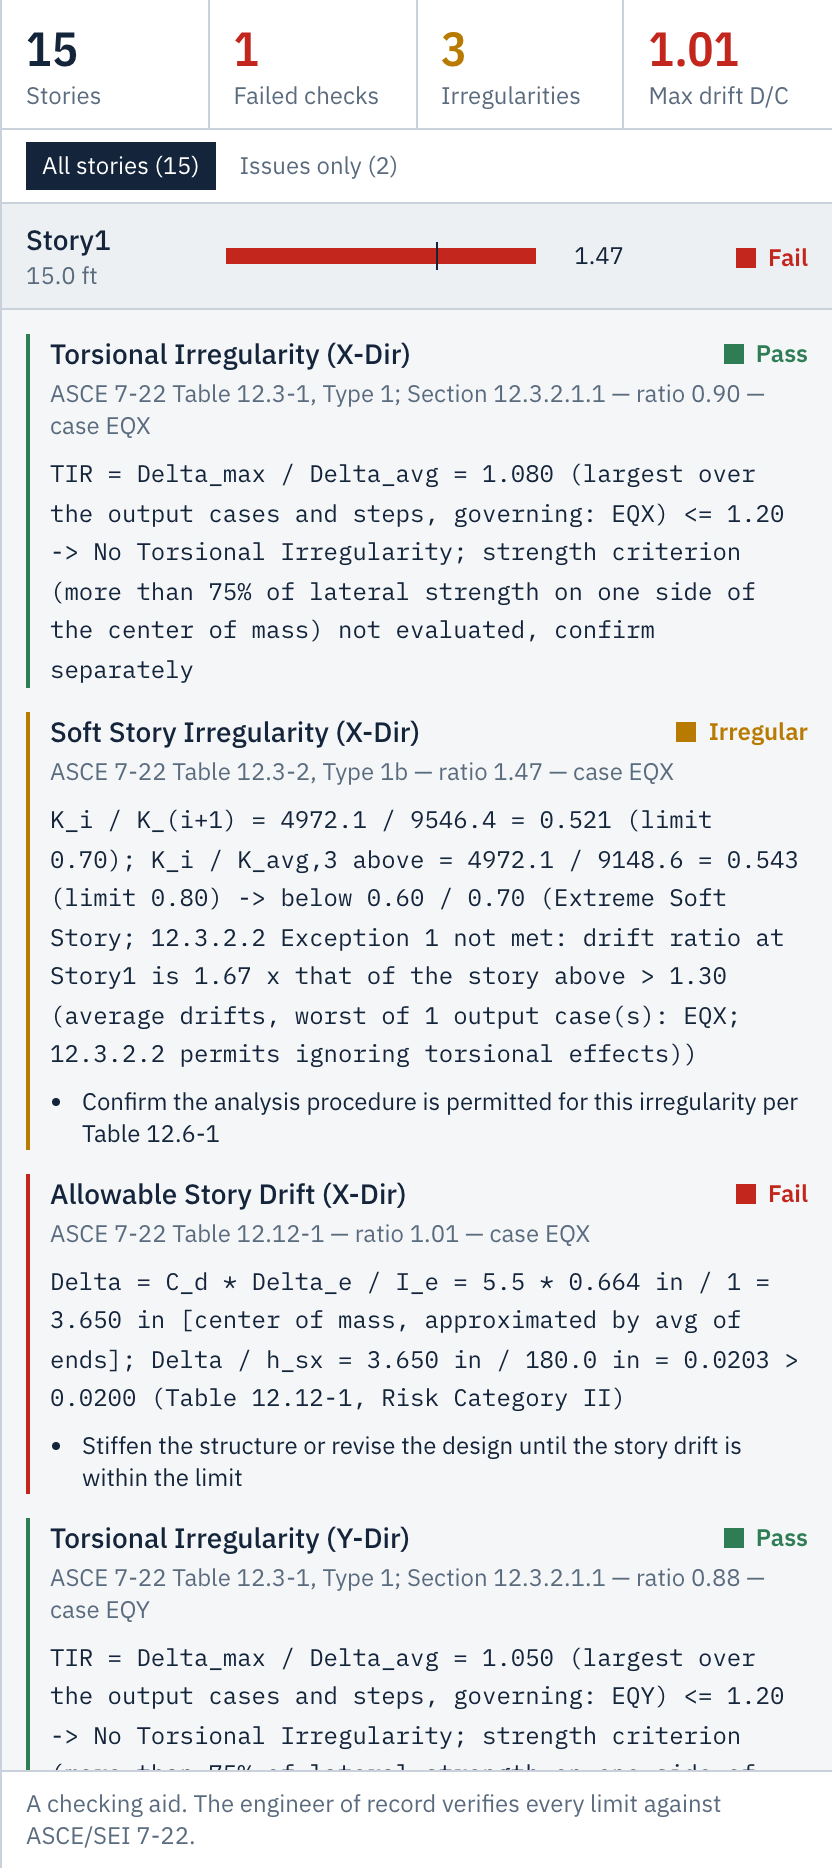 15
Stories
1
Failed checks
3
Irregularities
1.01
Max drift D/C
All stories (15)
Issues only (2)
Story1
15.0 ft
1.47
Fail
Torsional Irregularity (X-Dir)
Pass
ASCE 7-22 Table 12.3-1, Type 1; Section 12.3.2.1.1 — ratio 0.90 —
case EQX
TIR = Delta_max / Delta_avg = 1.080 (largest over
the output cases and steps, governing: EQX) <= 1.20
-> No Torsional Irregularity; strength criterion
(more than 75% of lateral strength on one side of
the center of mass) not evaluated, confirm
separately
Soft Story Irregularity (X-Dir)
Irregular
ASCE 7-22 Table 12.3-2, Type 1b — ratio 1.47 — case EQX
K_i / K_(i+1) = 4972.1 / 9546.4 = 0.521 (limit
0.70); K_i / K_avg,3 above = 4972.1 / 9148.6 = 0.543
(limit 0.80) -> below 0.60 / 0.70 (Extreme Soft
Story; 12.3.2.2 Exception 1 not met: drift ratio at
Story1 is 1.67 x that of the story above > 1.30
(average drifts, worst of 1 output case(s): EQX;
12.3.2.2 permits ignoring torsional effects))
• Confirm the analysis procedure is permitted for this irregularity per
Table 12.6-1
Allowable Story Drift (X-Dir)
Fail
ASCE 7-22 Table 12.12-1 — ratio 1.01 — case EQX
Delta = C_d * Delta_e / I_e = 5.5 * 0.664 in / 1 =
3.650 in [center of mass, approximated by avg of
ends]; Delta / h_sx = 3.650 in / 180.0 in = 0.0203 >
0.0200 (Table 12.12-1, Risk Category II)
• Stiffen the structure or revise the design until the story drift is
within the limit
Torsional Irregularity (Y-Dir)
Pass
ASCE 7-22 Table 12.3-1, Type 1; Section 12.3.2.1.1 — ratio 0.88 —
case EQY
TIR = Delta_max / Delta_avg = 1.050 (largest over
the output cases and steps, governing: EQY) <= 1.20
-> No Torsional Irregularity; strength criterion
(more than 75% of lateral strength on one side of
A checking aid. The engineer of record verifies every limit against
ASCE/SEI 7-22.